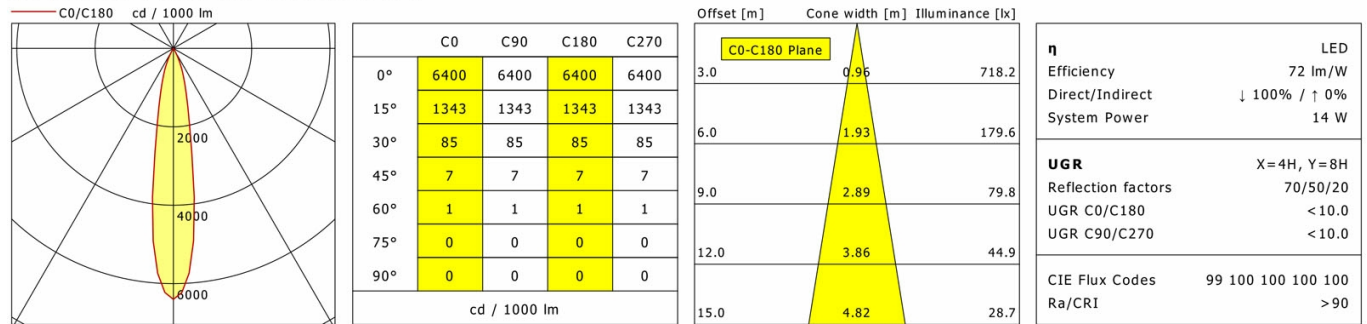 C0/C180 cd / 1000 lm
2000
4000
6000
C0 C90 C180 C270
0° 6400 6400 6400 6400
15° 1343 1343 1343 1343
30° 85 85 85 85
45° 7 7 7 7
60° 1 1 1 1
75° 0 0 0 0
90° 0 0 0 0
cd / 1000 lm
Offset [m] Cone width [m] Illuminance [lx]
C0-C180 Plane
3.0 0.96 718.2
6.0 1.93 179.6
9.0 2.89 79.8
12.0 3.86 44.9
15.0 4.82 28.7
η LED
Efficiency 72 lm/W
Direct/Indirect ↓ 100% / ↑ 0%
System Power 14 W
UGR X=4H, Y=8H
Reflection factors 70/50/20
UGR C0/C180 <10.0
UGR C90/C270 <10.0
CIE Flux Codes 99 100 100 100 100
Ra/CRI >90